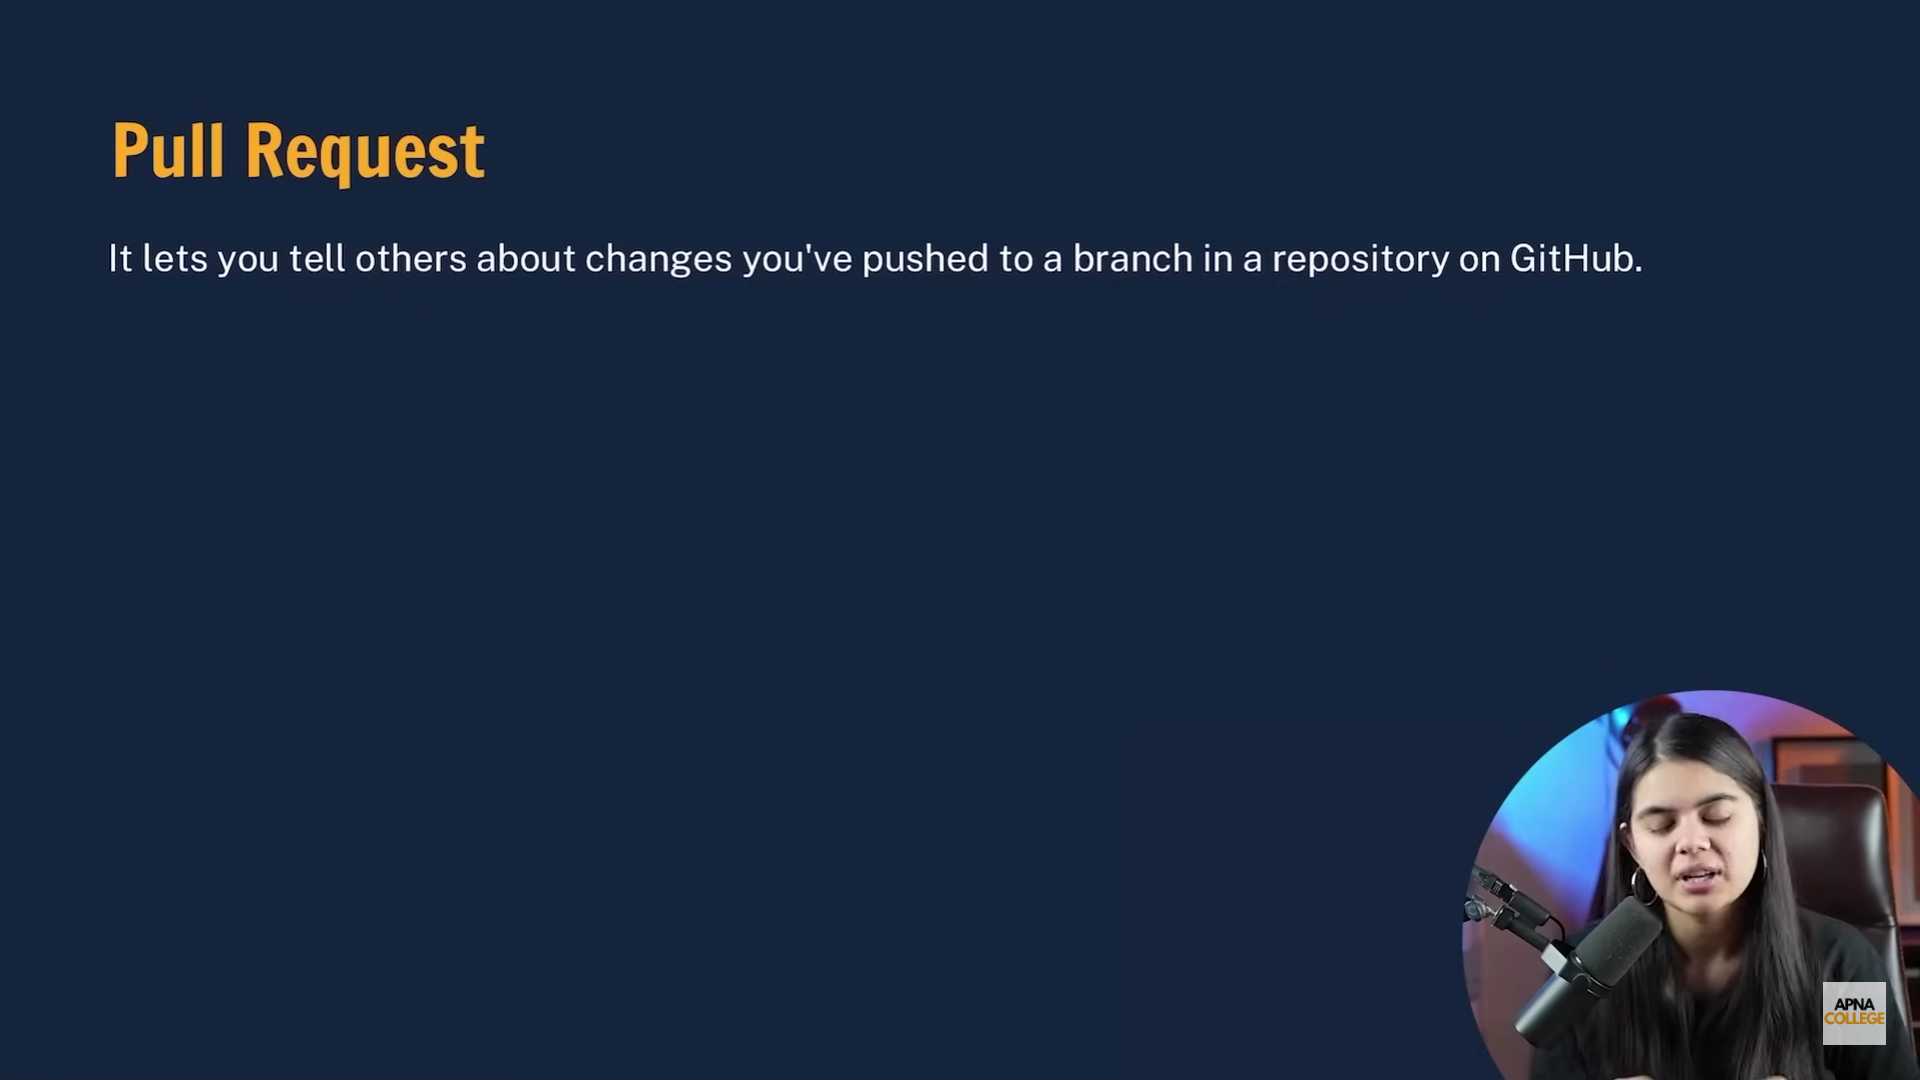 Pull Request
It lets you tell others about changes you've pushed to a branch in a repository on GitHub.
APNA
COLLEGE